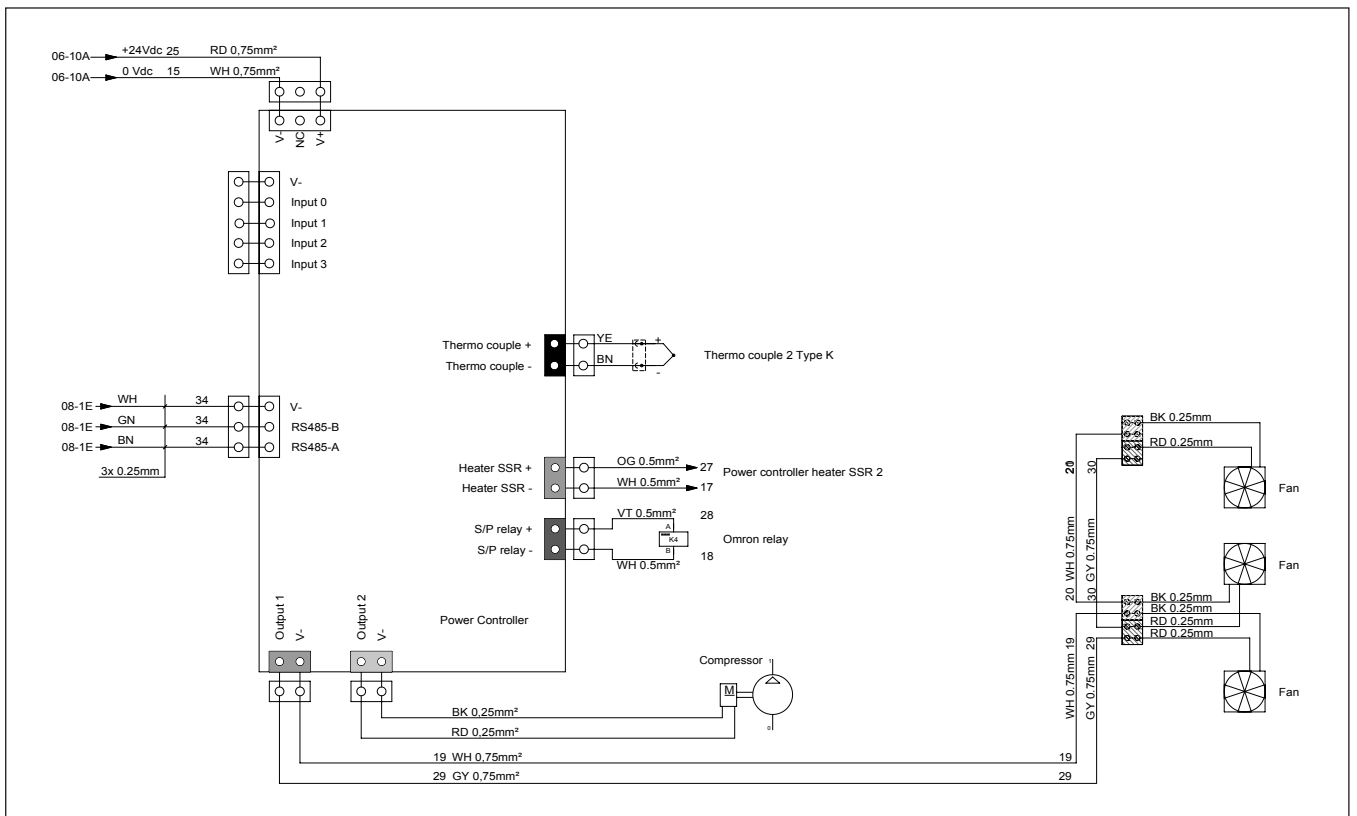 06-10A +24Vdc 25 RD 0,75mm²
06-10A 0 Vdc 15 WH 0,75mm²
V- NC V+
V-
Input 0
Input 1
Input 2
Input 3
Thermo couple + YE +
Thermo couple - BN -
Thermo couple 2 Type K
08-1E WH 34 V-
08-1E GN 34 RS485-B
08-1E BN 34 RS485-A
3x 0.25mm
Heater SSR + OG 0.5mm² 27
Heater SSR - WH 0.5mm² 17
Power controller heater SSR 2
S/P relay + VT 0.5mm² 28
A
K4
B
Omron relay
S/P relay - WH 0.5mm² 18
Output 1 V- Output 2 V-
Power Controller
Compressor 1
M
0
BK 0,25mm²
RD 0,25mm²
19 WH 0,75mm² 19
29 GY 0,75mm² 29
BK 0.25mm
RD 0.25mm
Fan
30
20 WH 0.75mm
30 GY 0.75mm
Fan
BK 0.25mm
BK 0.25mm
RD 0.25mm
RD 0.25mm
WH 0.75mm 19
GY 0.75mm 29
Fan